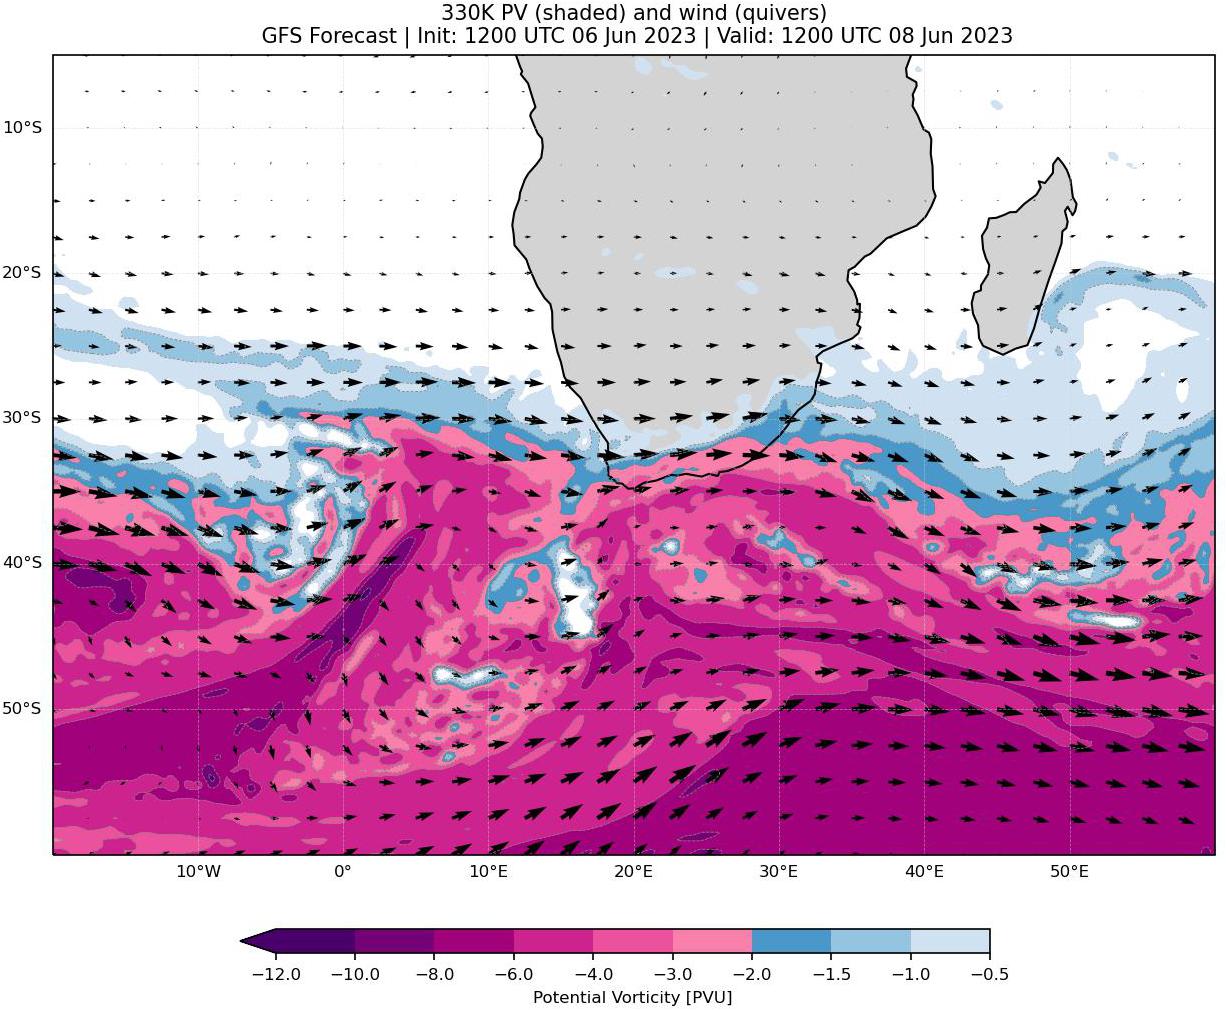 330K PV (shaded) and wind (quivers)
GFS Forecast | Init: 1200 UTC 06 Jun 2023 | Valid: 1200 UTC 08 Jun 2023
10°S
20°S
30°S
40°S
50°S
10°W 0° 10°E 20°E 30°E 40°E 50°E
−12.0 −10.0 −8.0 −6.0 −4.0 −3.0 −2.0 −1.5 −1.0 −0.5
Potential Vorticity [PVU]